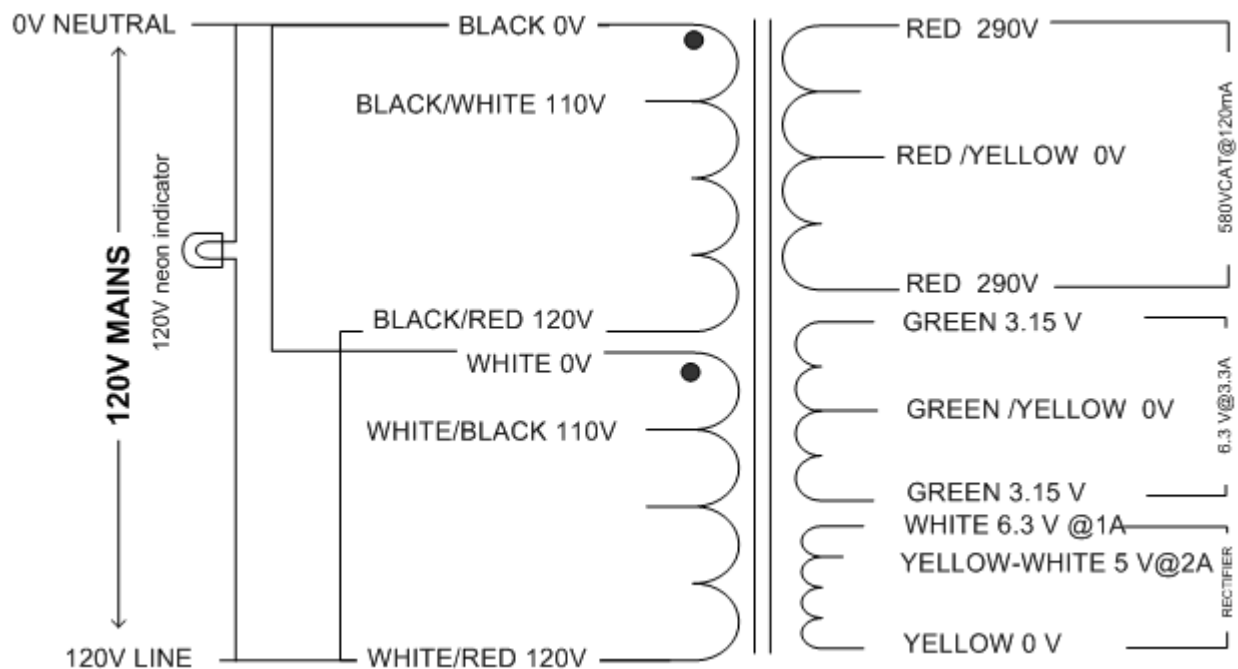 0V NEUTRAL
120V MAINS
120V neon indicator
120V LINE
BLACK 0V
BLACK/WHITE 110V
BLACK/RED 120V
WHITE 0V
WHITE/BLACK 110V
WHITE/RED 120V
RED 290V
RED /YELLOW 0V
RED 290V
580VCAT@120mA
GREEN 3.15 V
GREEN /YELLOW 0V
GREEN 3.15 V
6.3 V@3.3A
WHITE 6.3 V @1A
YELLOW-WHITE 5 V@2A
YELLOW 0 V
RECTIFIER